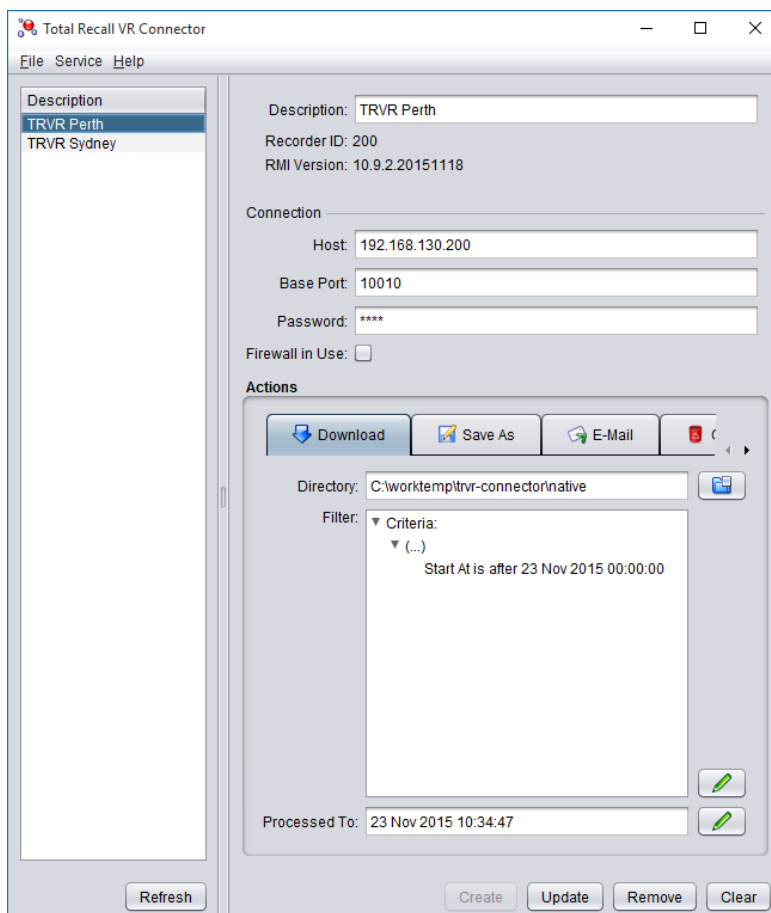 Total Recall VR Connector
File Service Help
Description
TRVR Perth
TRVR Sydney
Refresh
Description: TRVR Perth
Recorder ID: 200
RMI Version: 10.9.2.20151118
Connection
Host: 192.168.130.200
Base Port: 10010
Password: ****
Firewall in Use:
Actions
Download Save As E-Mail
Directory: C:\worktemp\trvr-connector\native
Filter: Criteria:
(...)
Start At is after 23 Nov 2015 00:00:00
Processed To: 23 Nov 2015 10:34:47
Create Update Remove Clear